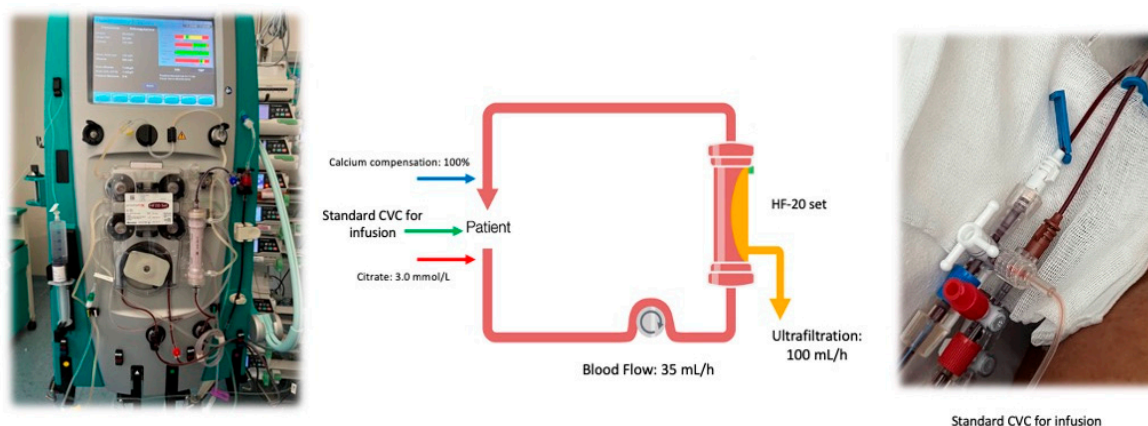 Calcium compensation: 100%
Standard CVC for
infusion
Patient
Citrate: 3.0 mmol/L
HF-20 set
Ultrafiltration:
100 mL/h
Blood Flow: 35 mL/h
Standard CVC for infusion